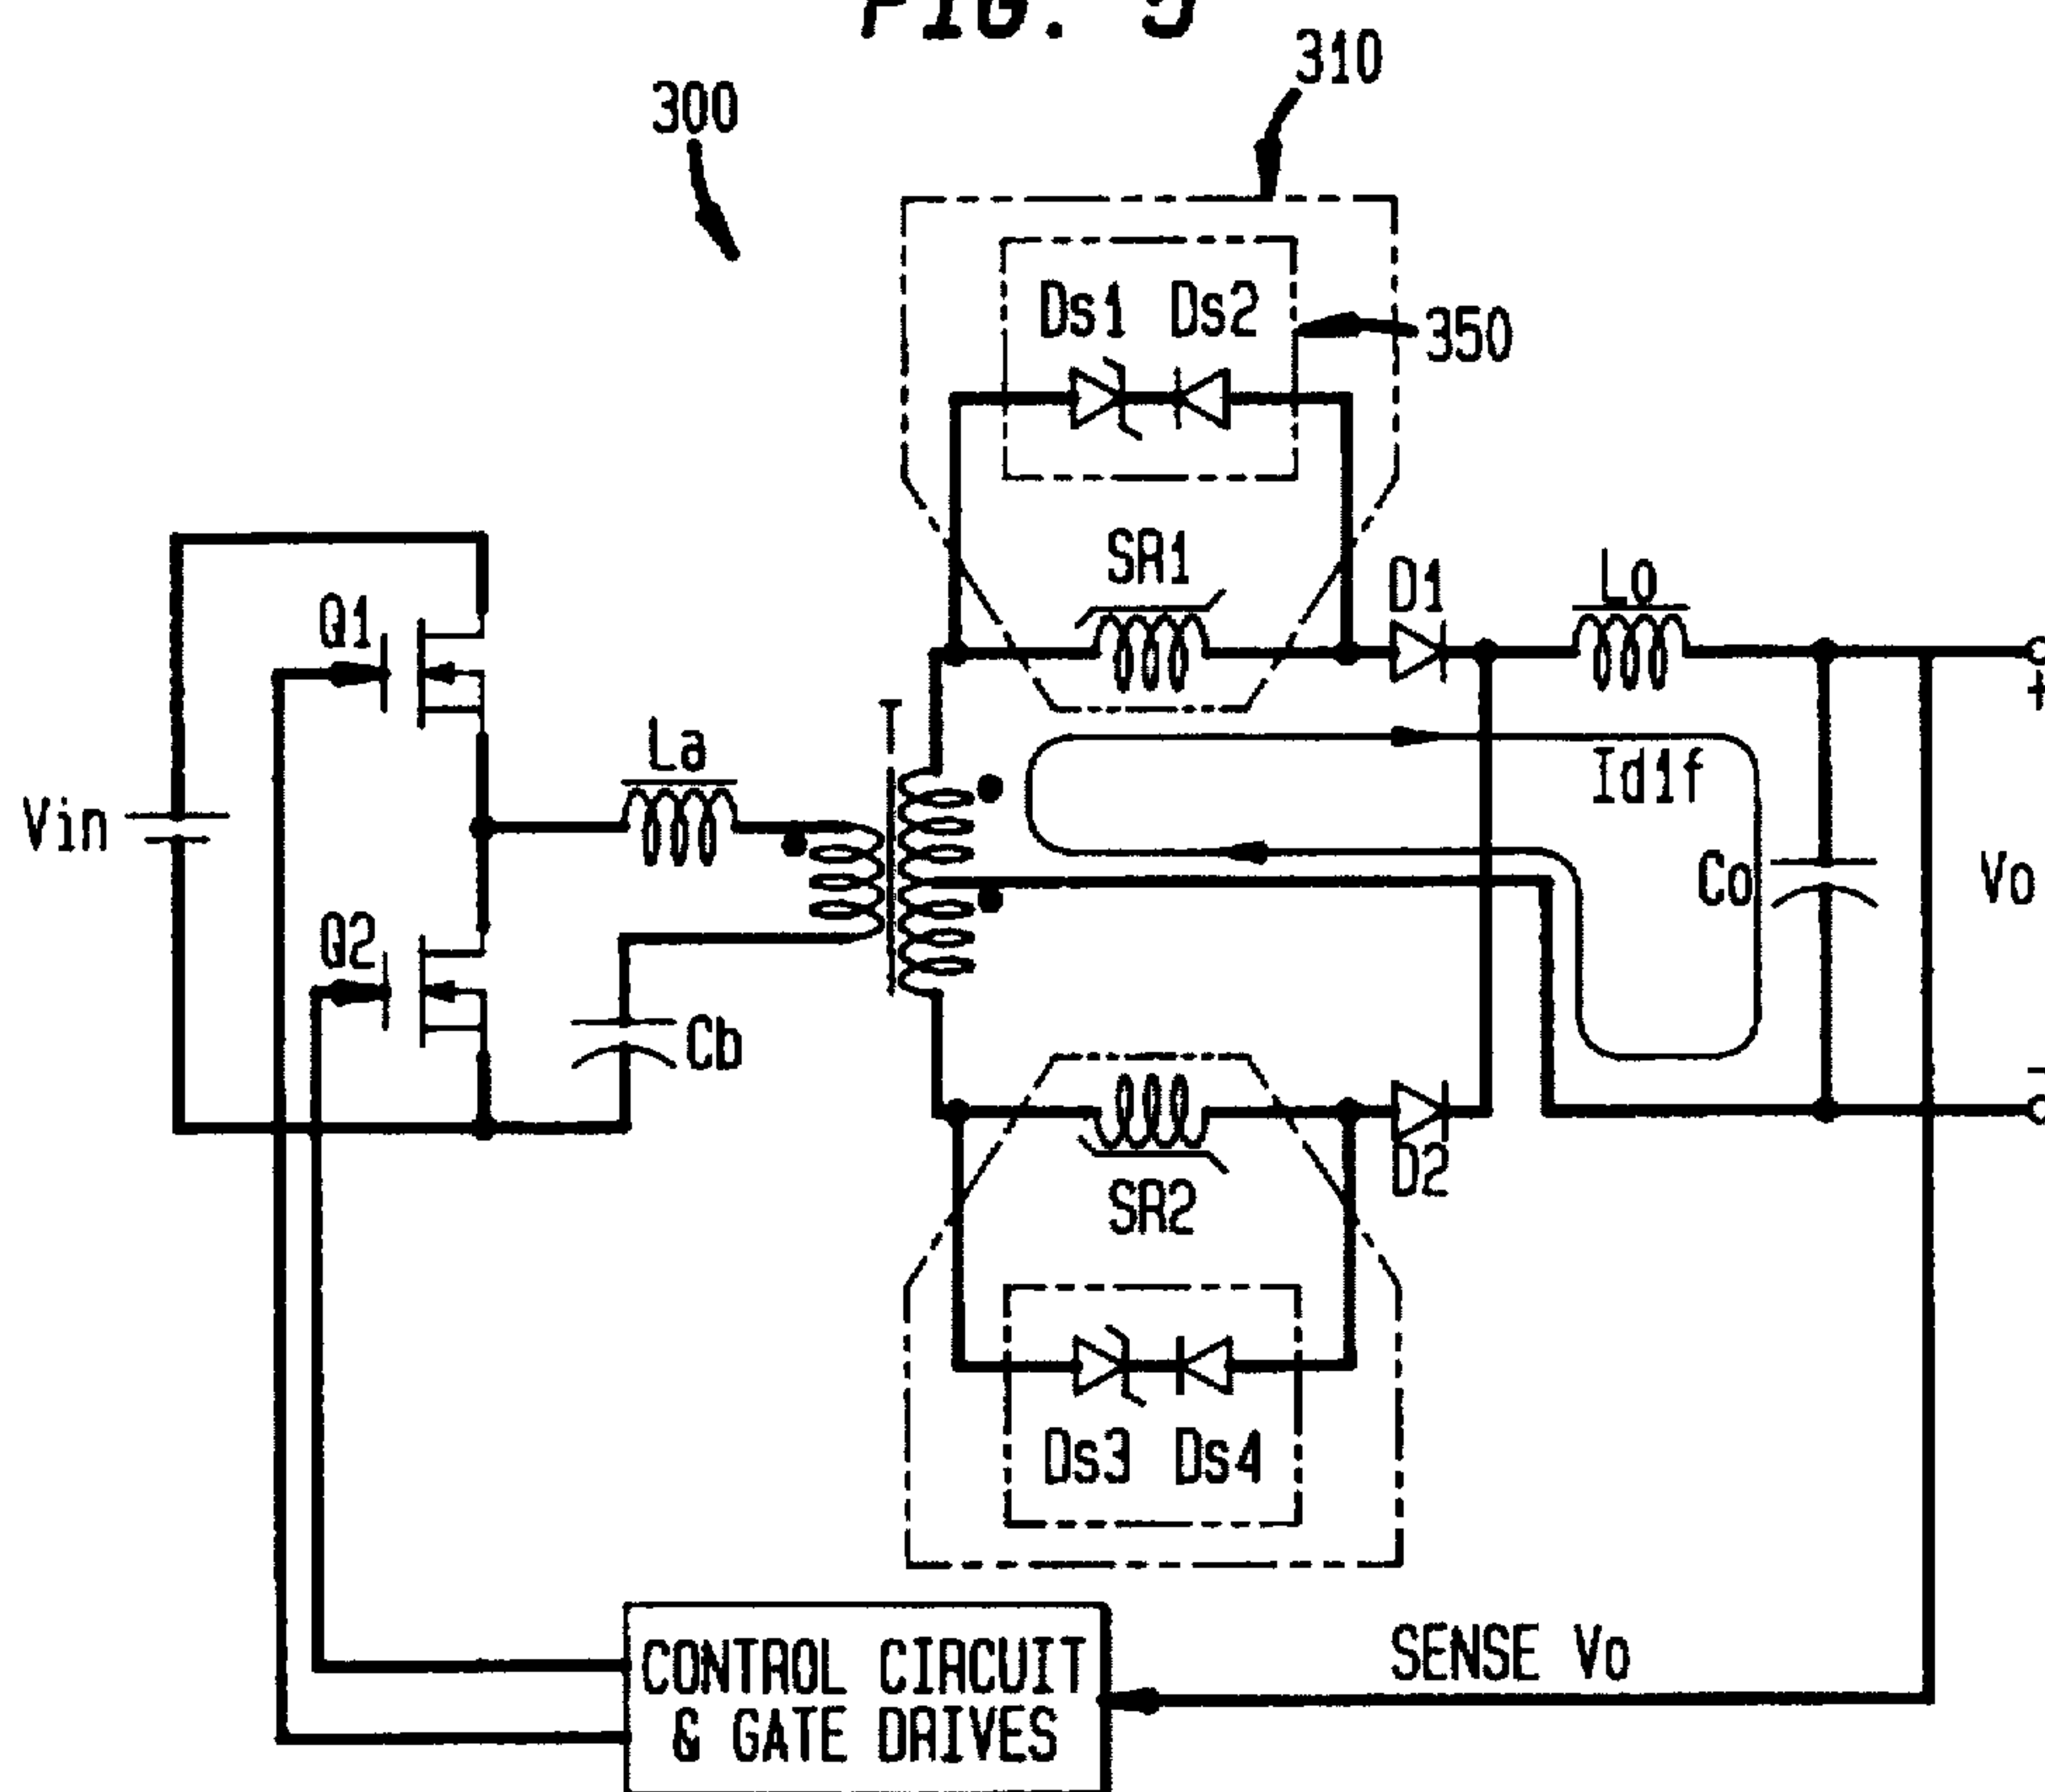 FIG. 3
310
300
Ds1 Ds2
350
SR1
D1
Lo
Q1
+
La
Idif
Vin
Co
Vo
Q2
Cb
-
D2
SR2
Ds3 Ds4
CONTROL CIRCUIT
& GATE DRIVES
SENSE Vo